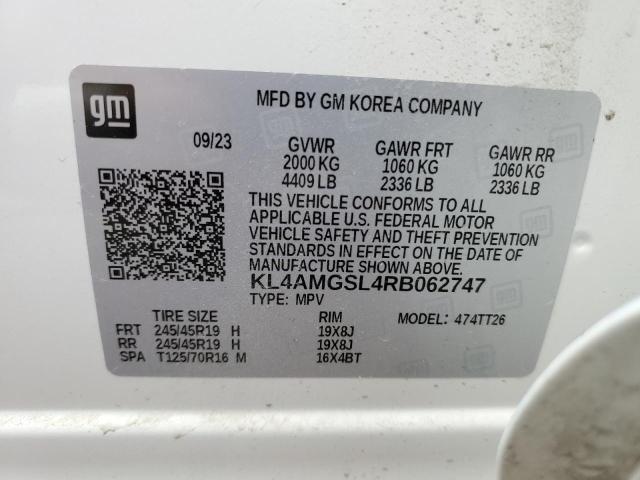 gm
MFD BY GM KOREA COMPANY
09/23 GVWR GAWR FRT GAWR RR
2000 KG 1060 KG 1060 KG
4409 LB 2336 LB 2336 LB
THIS VEHICLE CONFORMS TO ALL
APPLICABLE U.S. FEDERAL MOTOR
VEHICLE SAFETY AND THEFT PREVENTION
STANDARDS IN EFFECT ON THE DATE OF
MANUFACTURE SHOWN ABOVE.
KL4AMGSL4RB062747
TYPE: MPV MODEL: 474TT26
TIRE SIZE RIM
FRT 245/45R19 H 19X8J
RR 245/45R19 H 19X8J
SPA T125/70R16 M 16X4BT